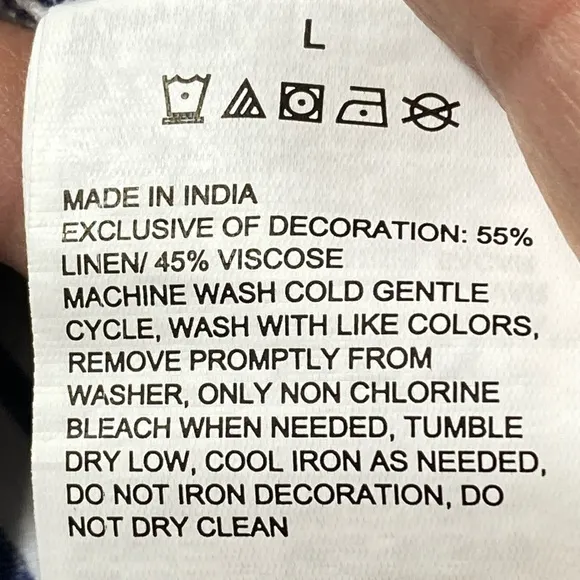 L
MADE IN INDIA
EXCLUSIVE OF DECORATION: 55%
LINEN/ 45% VISCOSE
MACHINE WASH COLD GENTLE
CYCLE, WASH WITH LIKE COLORS,
REMOVE PROMPTLY FROM
WASHER, ONLY NON CHLORINE
BLEACH WHEN NEEDED, TUMBLE
DRY LOW, COOL IRON AS NEEDED,
DO NOT IRON DECORATION, DO
NOT DRY CLEAN